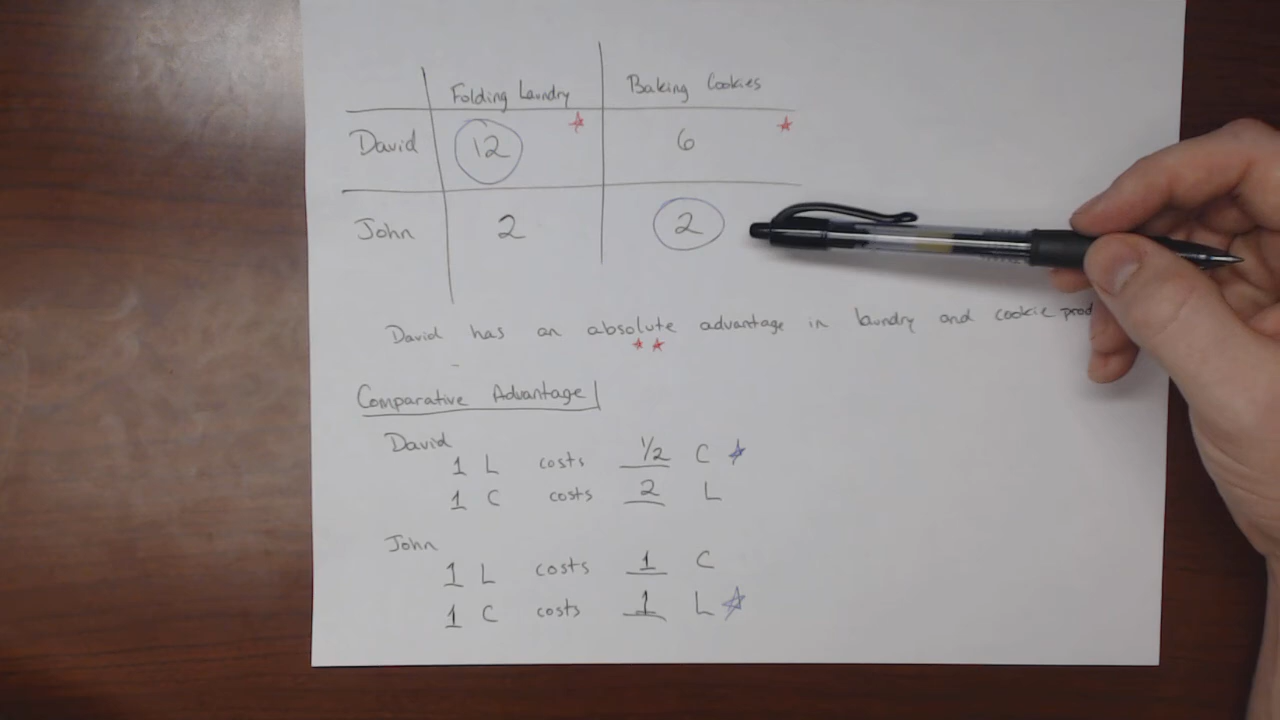 Folding Laundry Baking Cookies
David 12 6
John 2 2
David has an absolute advantage in laundry and cookie prod
Comparative Advantage
David
1 L costs 1/2 C
1 C costs 2 L
John
1 L costs 1 C
1 C costs 1 L